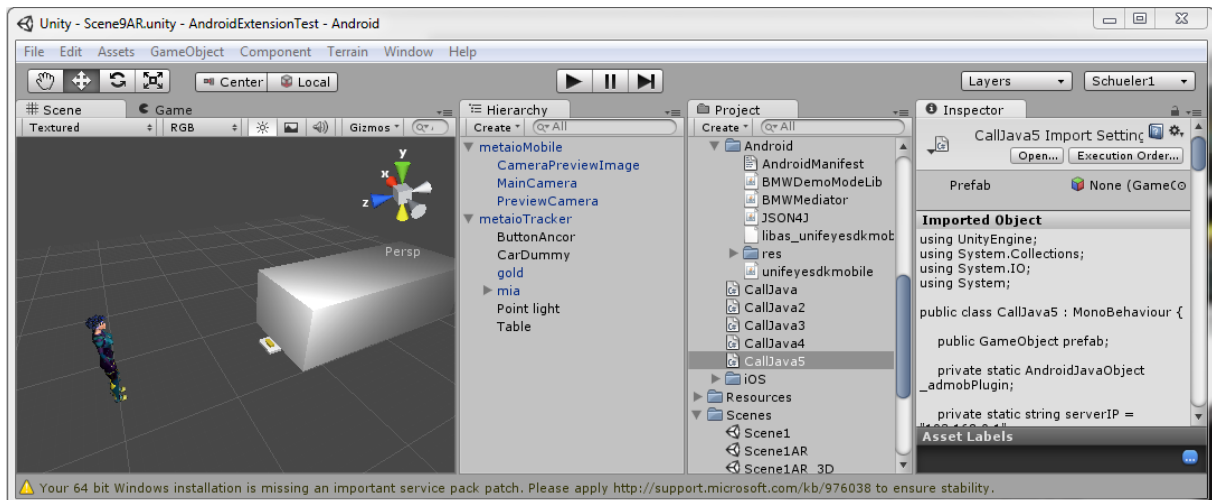 Unity - Scene9AR.unity - AndroidExtensionTest - Android
File Edit Assets GameObject Component Terrain Window Help
Center Local Layers Schueler1
Scene Game
Textured RGB Gizmos
y
x
z
Persp
Hierarchy
Create All
metaioMobile
CameraPreviewImage
MainCamera
PreviewCamera
metaioTracker
ButtonAncor
CarDummy
gold
mia
Point light
Table
Project
Create All
Android
AndroidManifest
BMWDemoModeLib
BMWMediator
JSON4J
libas_unifeyesdkmob
res
unifeyesdkmobile
CallJava
CallJava2
CallJava3
CallJava4
CallJava5
iOS
Resources
Scenes
Scene1
Scene1AR
Scene1AR_3D
Inspector
CallJava5 Import Setting
Open... Execution Order...
Prefab None (GameO
Imported Object
using UnityEngine;
using System.Collections;
using System.IO;
using System;
public class CallJava5 : MonoBehaviour {
public GameObject prefab;
private static AndroidJavaObject
_admobPlugin;
private static string serverIP =
Asset Labels
Your 64 bit Windows installation is missing an important service pack patch. Please apply http://support.microsoft.com/kb/976038 to ensure stability.